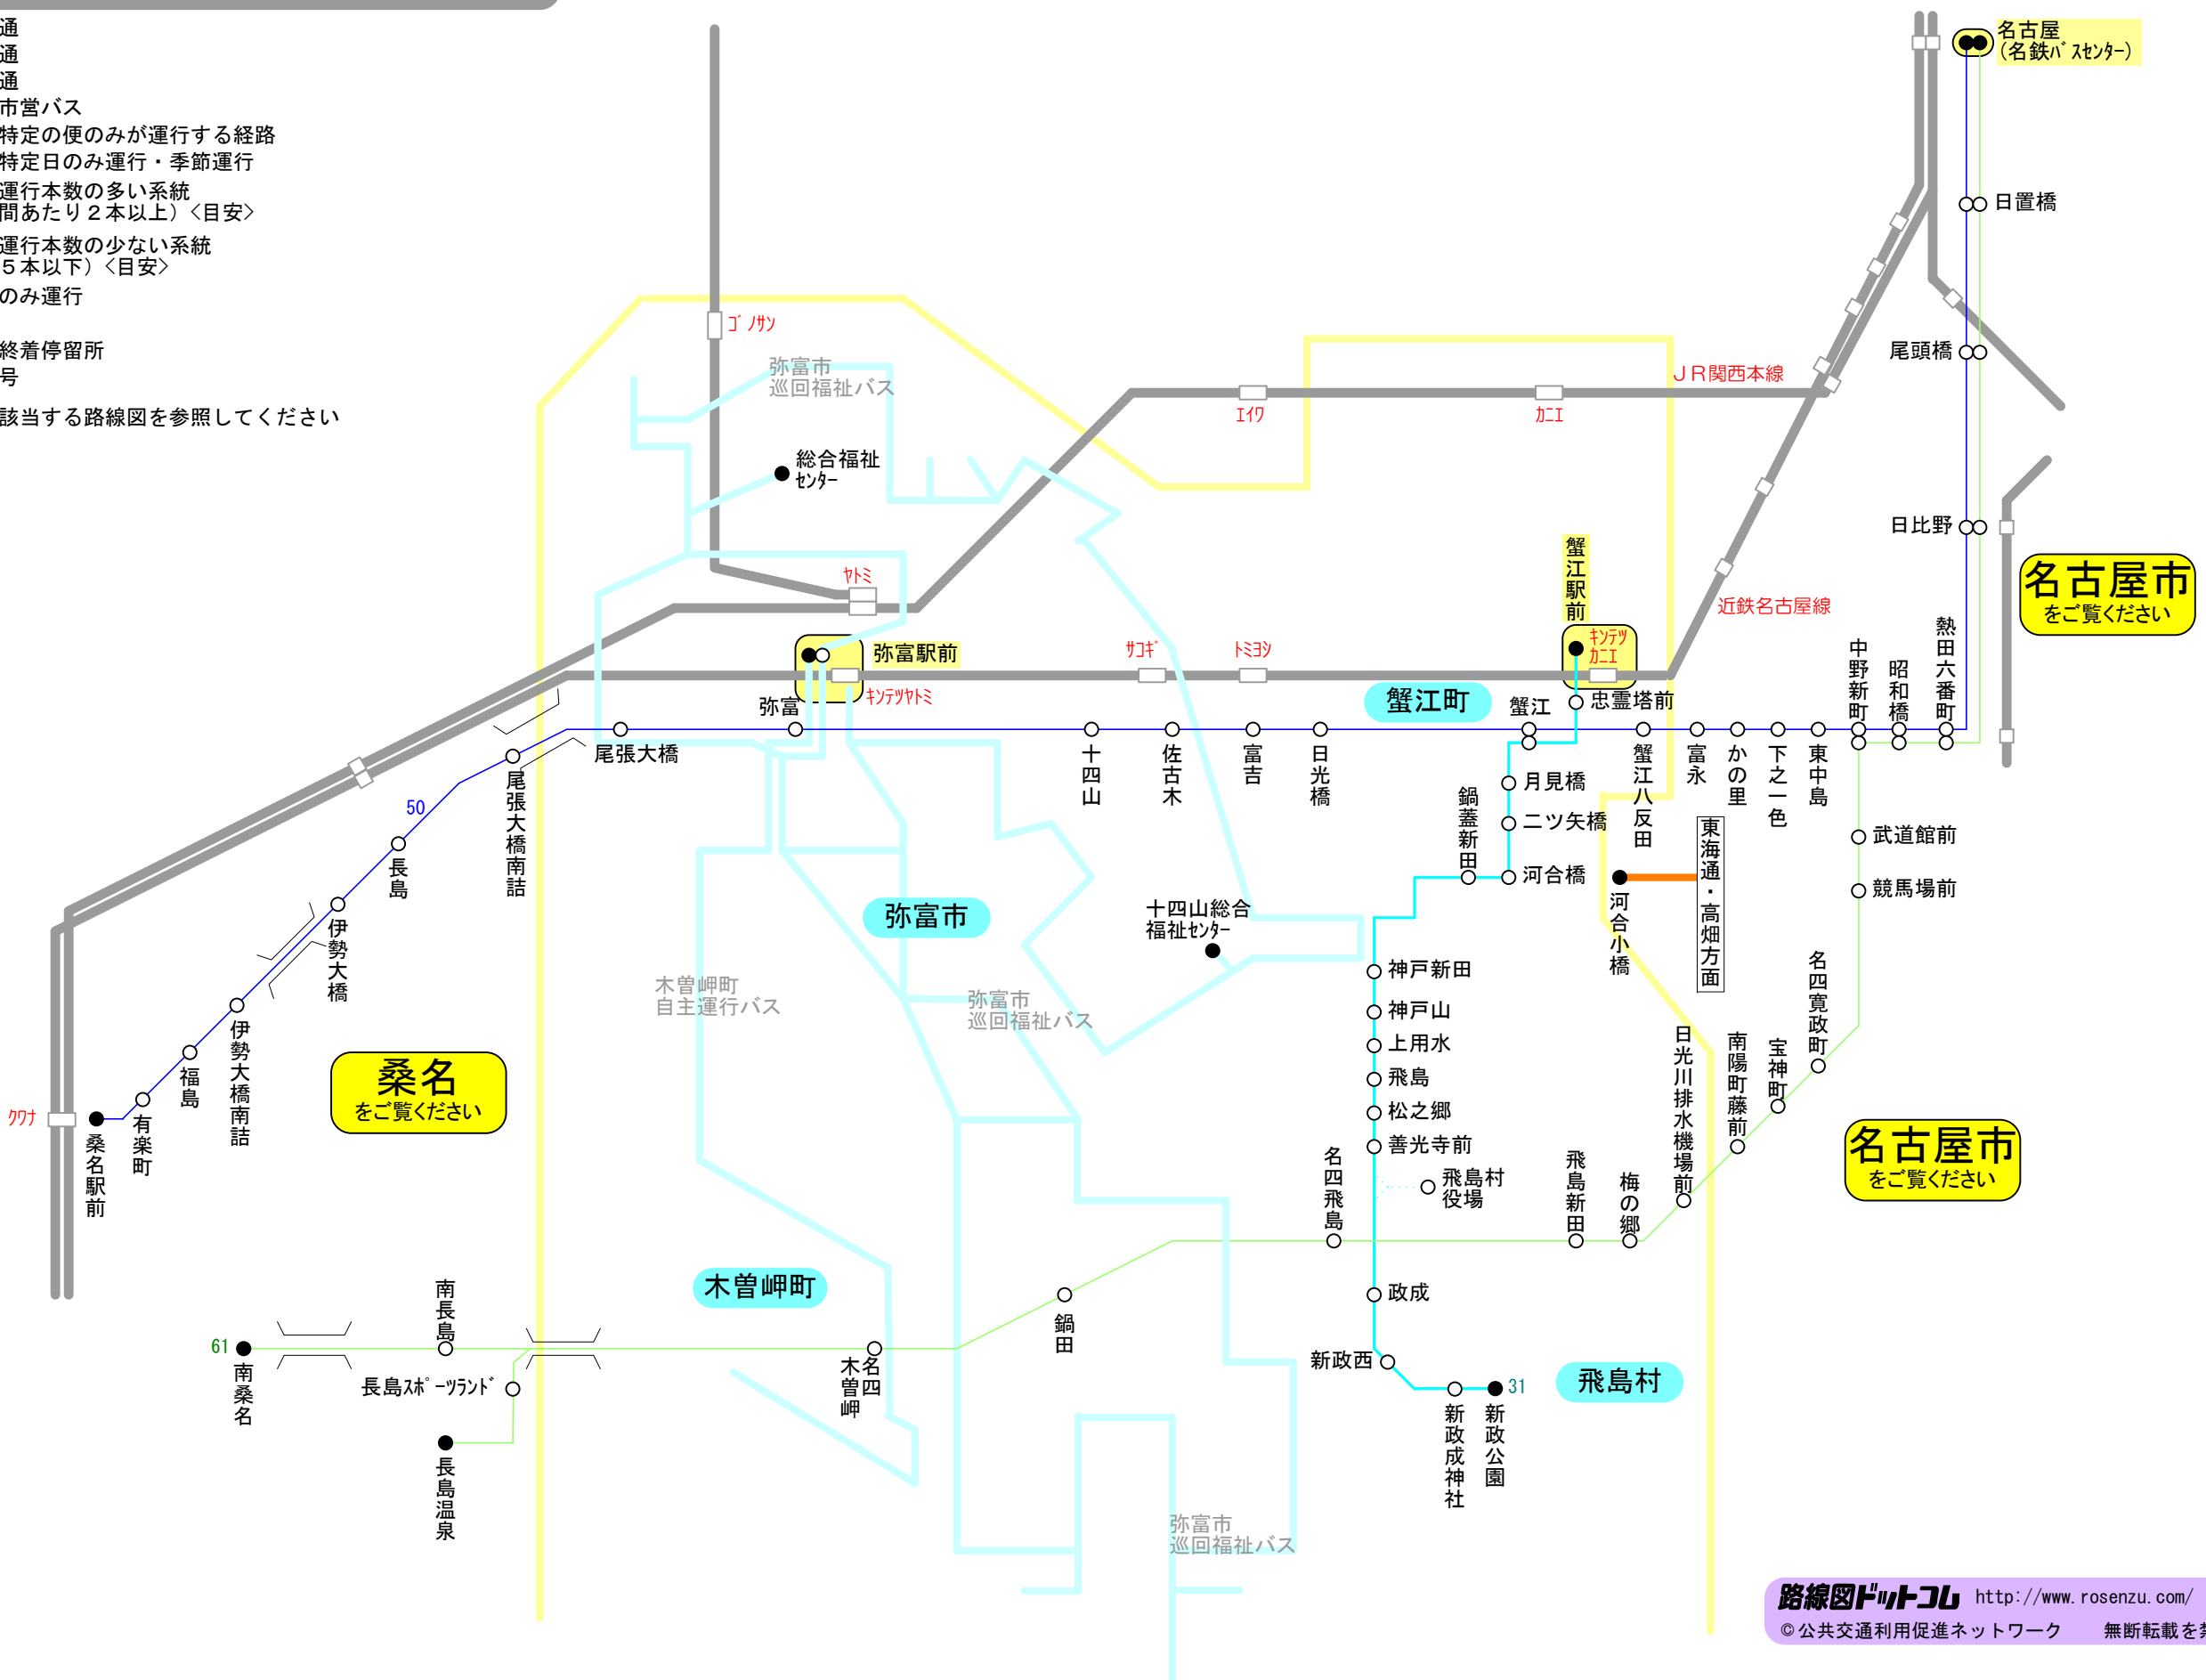 通
通
通
市営バス
特定の便のみが運行する経路
特定日のみ運行・季節運行
運行本数の多い系統
間あたり２本以上）〈目安〉
運行本数の少ない系統
５本以下）〈目安〉
のみ運行
終着停留所
号
該当する路線図を参照してください
名古屋
（名鉄バスセンター）
日置橋
尾頭橋
日比野
名古屋市
をご覧ください
ゴノサン
弥富市
巡回福祉バス
ＪＲ関西本線
エイワ
カニエ
総合福祉
センター
ヤトミ
蟹江駅前
近鉄名古屋線
弥富駅前
サコギ
トミヨシ
キンテツ
カニエ
キンテツヤトミ
蟹江町
忠霊塔前
中野新町
昭和橋
熱田六番町
弥富
尾張大橋
尾張大橋南詰
十四山
佐古木
富吉
日光橋
蟹江
蟹江八反田
富永
かの里
下之一色
東中島
50
長島
伊勢大橋
伊勢大橋南詰
福島
有楽町
桑名駅前
クワナ
桑名
をご覧ください
月見橋
二ツ矢橋
河合橋
鍋蓋新田
武道館前
競馬場前
東海通・高畑方面
河合小橋
弥富市
十四山総合
福祉センター
木曽岬町
自主運行バス
弥富市
巡回福祉バス
神戸新田
神戸山
上用水
飛島
松之郷
善光寺前
飛島村
役場
名四寛政町
宝神町
南陽町藤前
日光川排水機場前
梅の郷
飛島新田
名四飛島
名古屋市
をご覧ください
木曽岬町
鍋田
名四
木曽岬
政成
新政西
新政成神社
新政公園
31
飛島村
61
南桑名
南長島
長島スポーツランド
長島温泉
弥富市
巡回福祉バス
路線図ドットコム http://www.rosenzu.com/
©公共交通利用促進ネットワーク 無断転載を禁